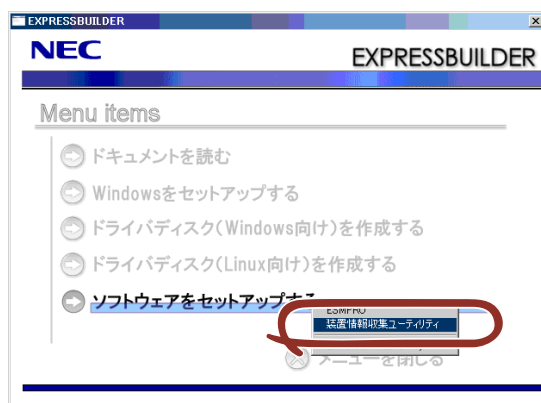 EXPRESSBUILDER
NEC
EXPRESSBUILDER
Menu items
ドキュメントを読む
Windowsをセットアップする
ドライバディスク(Windows向け)を作成する
ドライバディスク(Linux向け)を作成する
ソフトウェアをセットアップする
ESMPRO
装置情報収集ユーティリティ
メニューを閉じる